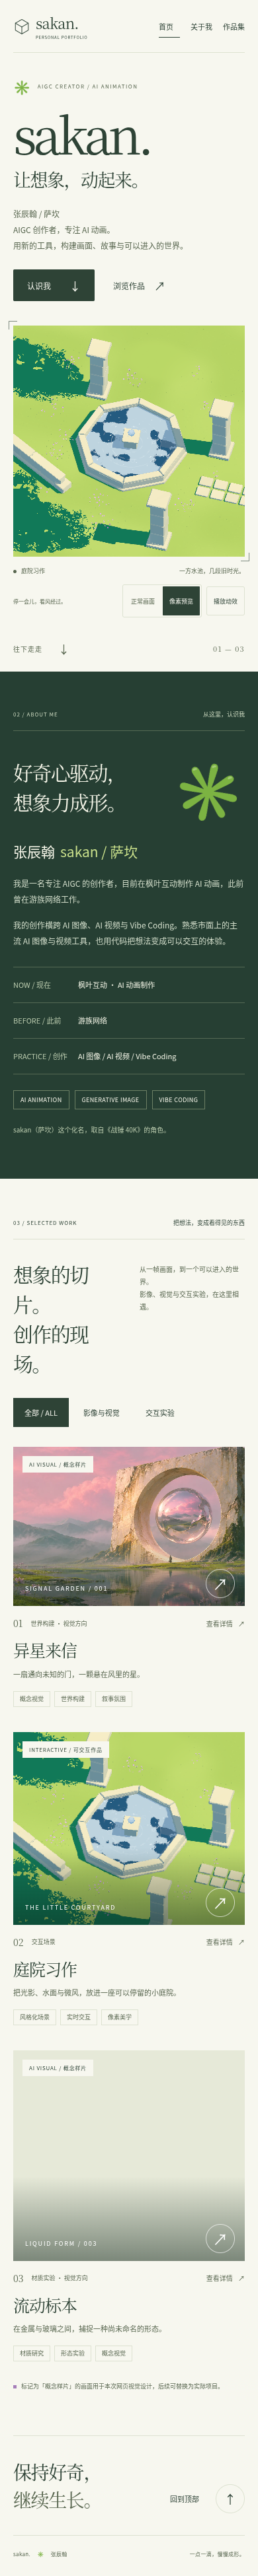 sakan.
PERSONAL PORTFOLIO
首页
关于我
作品集
AIGC CREATOR / AI ANIMATION
sakan.
让想象，动起来。
张辰翰 / 萨坎
AIGC 创作者，专注 AI 动画。
用新的工具，构建画面、故事与可以进入的世界。
认识我 ↓
浏览作品 ↗
庭院习作
一方水池，几段旧时光。
停一会儿，看风经过。
正常画面
像素预览
播放动效
往下走走 ↓
01 — 03
02 / ABOUT ME
从这里，认识我
好奇心驱动，
想象力成形。
张辰翰 sakan / 萨坎
我是一名专注 AIGC 的创作者，目前在枫叶互动制作 AI 动画，此前
曾在游族网络工作。
我的创作横跨 AI 图像、AI 视频与 Vibe Coding。熟悉市面上的主
流 AI 图像与视频工具，也用代码把想法变成可以交互的体验。
NOW / 现在
枫叶互动 · AI 动画制作
BEFORE / 此前
游族网络
PRACTICE / 创作
AI 图像 / AI 视频 / Vibe Coding
AI ANIMATION
GENERATIVE IMAGE
VIBE CODING
sakan（萨坎）这个化名，取自《战锤 40K》的角色。
03 / SELECTED WORK
把想法，变成看得见的东西
想象的切
片。
创作的现
场。
从一帧画面，到一个可以进入的世
界。
影像、视觉与交互实验，在这里相
遇。
全部 / ALL
影像与视觉
交互实验
AI VISUAL / 概念样片
SIGNAL GARDEN / 001
01 世界构建 · 视觉方向
查看详情 ↗
异星来信
一扇通向未知的门，一颗悬在风里的星。
概念视觉
世界构建
叙事氛围
INTERACTIVE / 可交互作品
THE LITTLE COURTYARD
02 交互场景
查看详情 ↗
庭院习作
把光影、水面与微风，放进一座可以停留的小庭院。
风格化场景
实时交互
像素美学
AI VISUAL / 概念样片
LIQUID FORM / 003
03 材质实验 · 视觉方向
查看详情 ↗
流动标本
在金属与玻璃之间，捕捉一种尚未命名的形态。
材质研究
形态实验
概念视觉
标记为「概念样片」的画面用于本次网页视觉设计，后续可替换为实际项目。
保持好奇，
继续生长。
回到顶部 ↑
sakan.
张辰翰
一点一滴，慢慢成形。